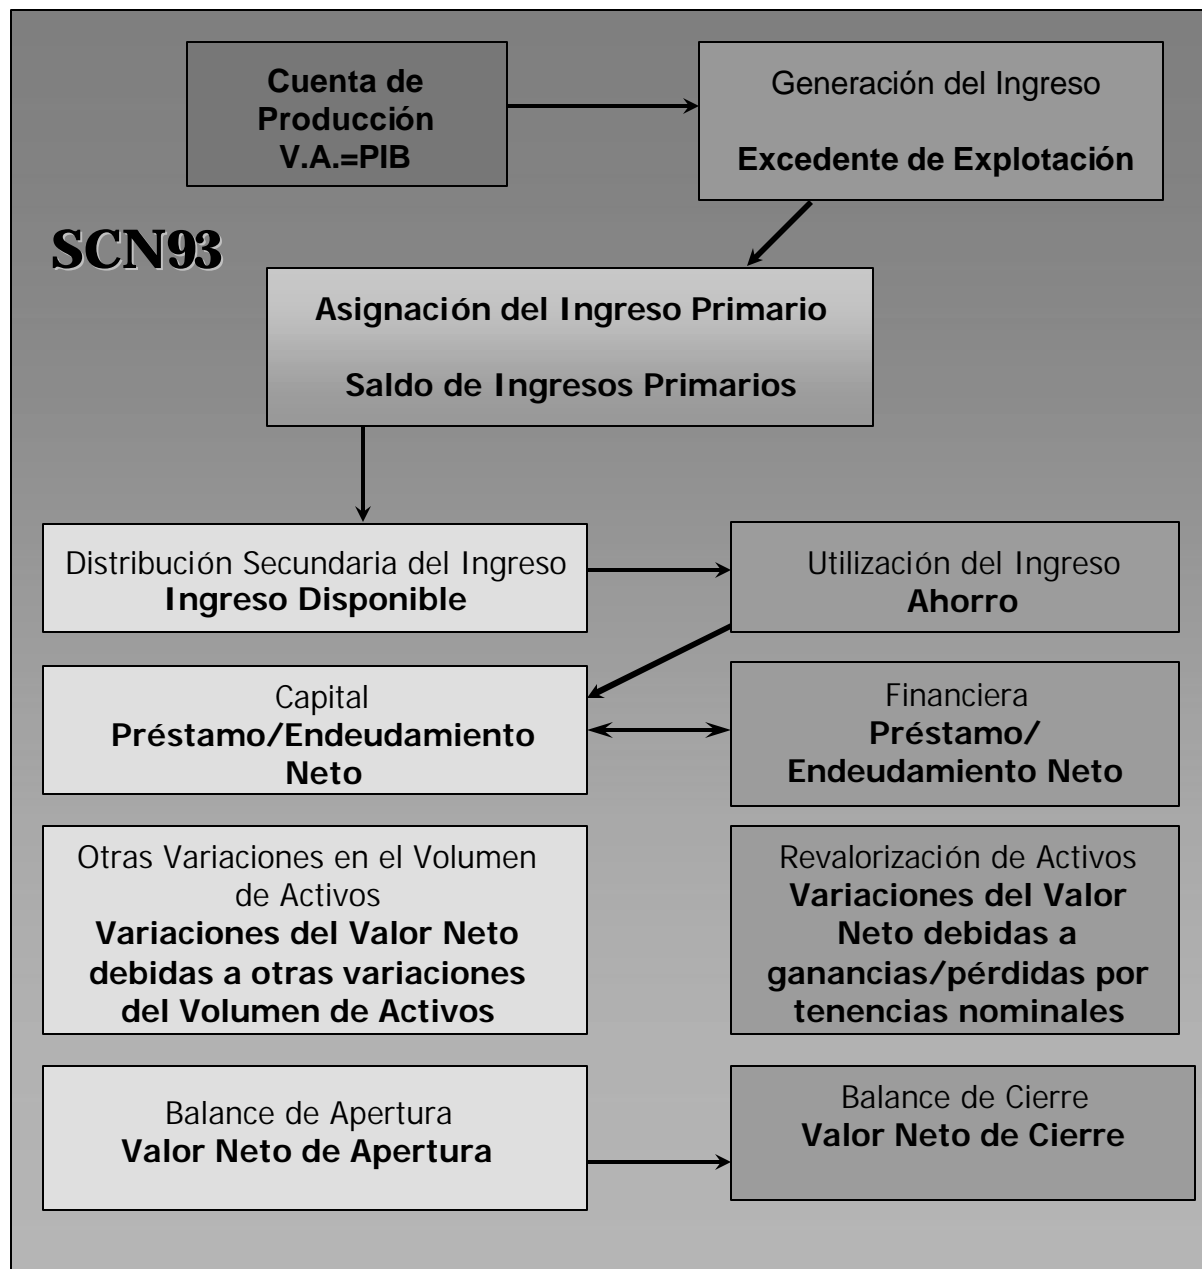 Cuenta de
Producción
V.A.=PIB
Generación del Ingreso
Excedente de Explotación
SCN93
Asignación del Ingreso Primario
Saldo de Ingresos Primarios
Distribución Secundaria del Ingreso
Ingreso Disponible
Utilización del Ingreso
Ahorro
Capital
Préstamo/Endeudamiento
Neto
Financiera
Préstamo/
Endeudamiento Neto
Otras Variaciones en el Volumen
de Activos
Variaciones del Valor Neto
debidas a otras variaciones
del Volumen de Activos
Revalorización de Activos
Variaciones del Valor
Neto debidas a
ganancias/pérdidas por
tenencias nominales
Balance de Apertura
Valor Neto de Apertura
Balance de Cierre
Valor Neto de Cierre